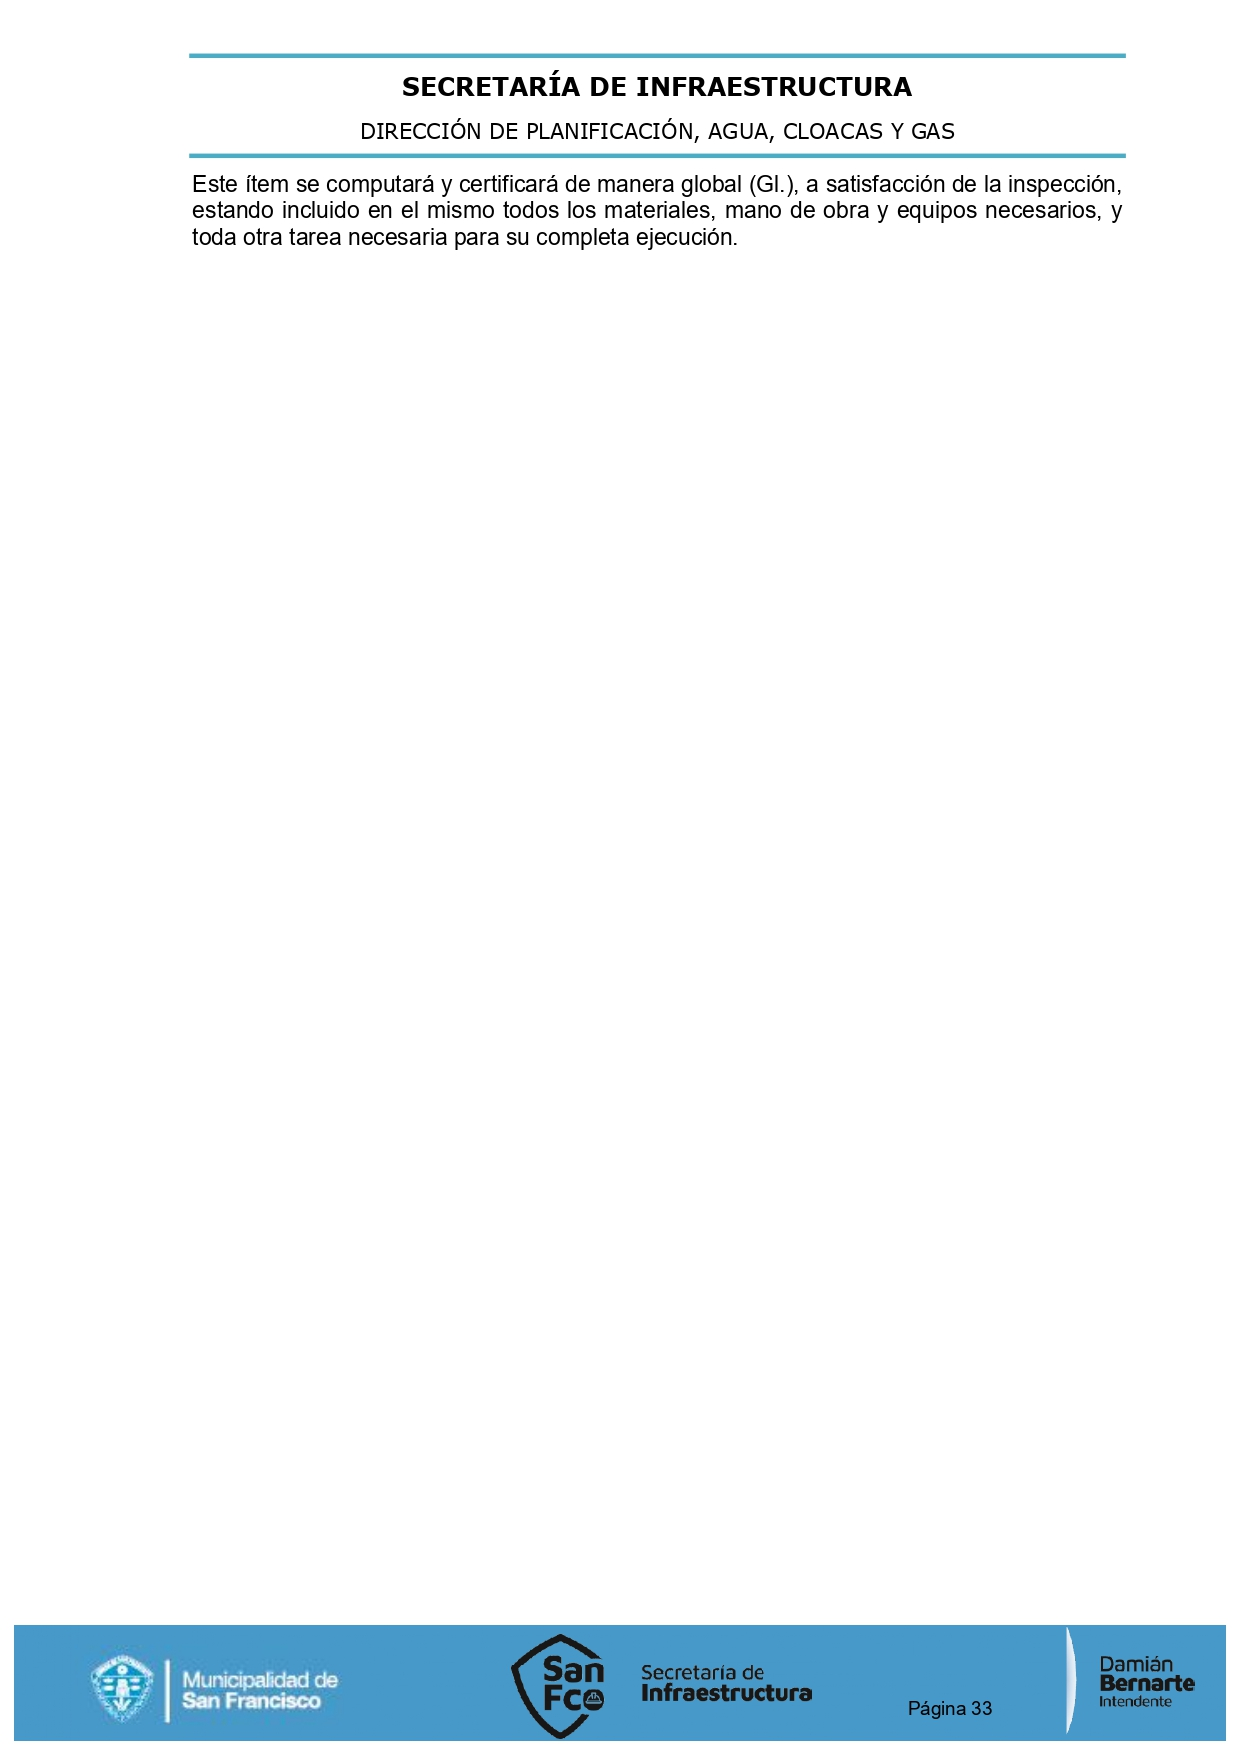 SECRETARÍA DE INFRAESTRUCTURA
DIRECCIÓN DE PLANIFICACIÓN, AGUA, CLOACAS Y GAS
Este ítem se computará y certificará de manera global (Gl.), a satisfacción de la inspección,
estando incluido en el mismo todos los materiales, mano de obra y equipos necesarios, y
toda otra tarea necesaria para su completa ejecución.
Municipalidad de
San Francisco
San
Fco
Secretaría de
Infraestructura
Página 33
Damián
Bernarte
Intendente